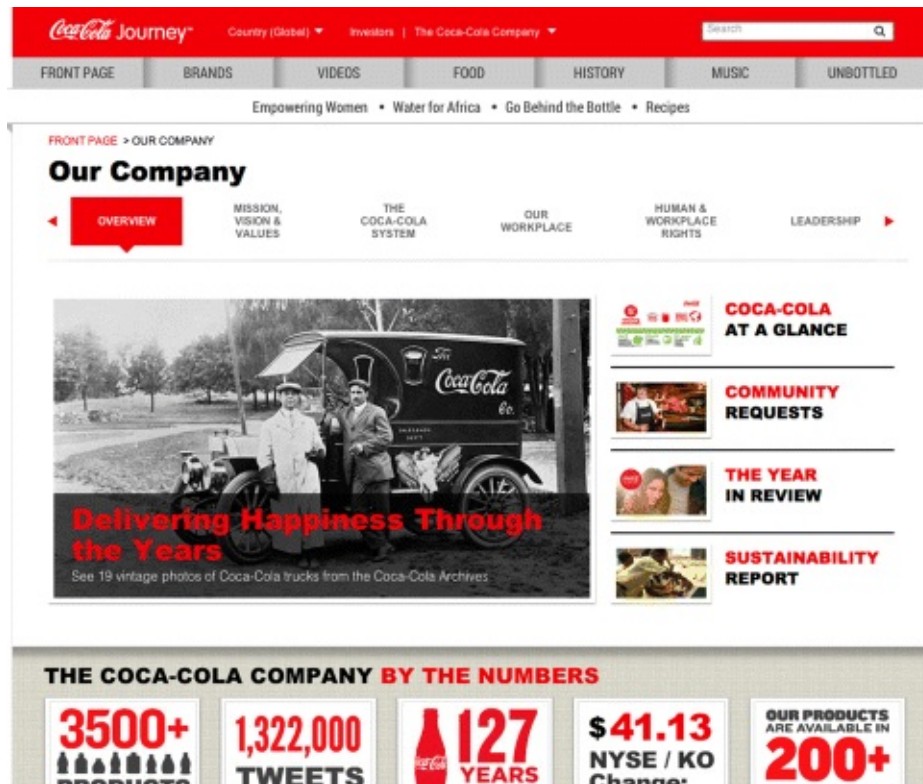 Coca-Cola Journey™
Country (Global) ▼ Investors | The Coca-Cola Company ▼
Search
FRONT PAGE BRANDS VIDEOS FOOD HISTORY MUSIC UNBOTTLED
Empowering Women • Water for Africa • Go Behind the Bottle • Recipes
FRONT PAGE > OUR COMPANY
Our Company
OVERVIEW
MISSION,
VISION &
VALUES
THE
COCA-COLA
SYSTEM
OUR
WORKPLACE
HUMAN &
WORKPLACE
RIGHTS
LEADERSHIP
The
Coca-Cola
Co.
Delivering Happiness Through
the Years
See 19 vintage photos of Coca-Cola trucks from the Coca-Cola Archives
COCA-COLA
AT A GLANCE
COMMUNITY
REQUESTS
THE YEAR
IN REVIEW
SUSTAINABILITY
REPORT
THE COCA-COLA COMPANY BY THE NUMBERS
3500+
PRODUCTS
1,322,000
TWEETS
127
YEARS
$41.13
NYSE / KO
Change:
OUR PRODUCTS
ARE AVAILABLE IN
200+